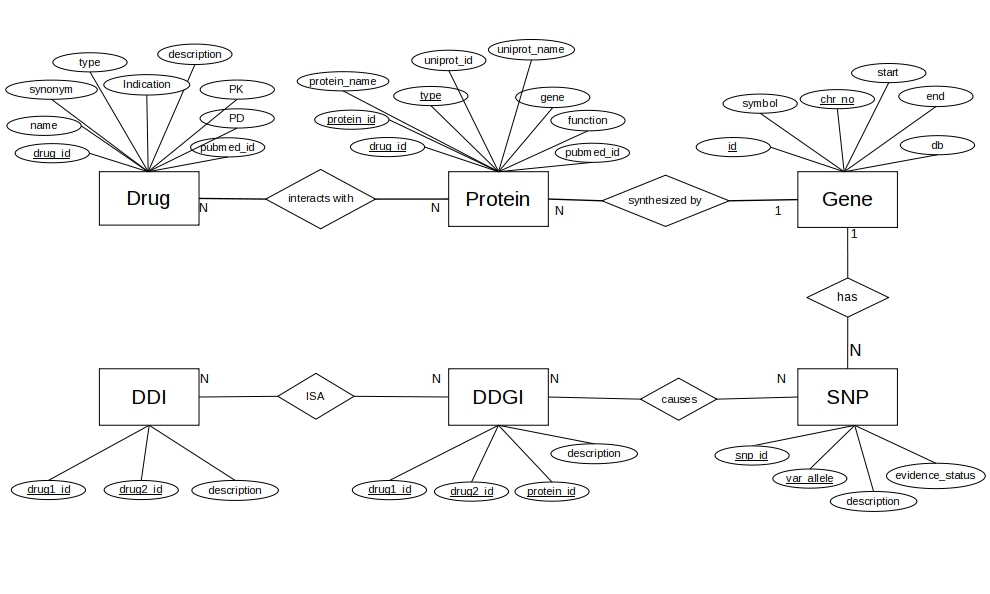 type
description
synonym
Indication
PK
name
PD
drug_id
pubmed_id
uniprot_name
uniprot_id
protein_name
type
gene
protein_id
function
drug_id
pubmed_id
start
symbol
chr_no
end
id
db
Drug
N
interacts with
N
Protein
N
synthesized by
1
Gene
1
has
N
DDI
N
ISA
N
DDGI
N
causes
N
SNP
drug1_id
drug2_id
description
drug1_id
drug2_id
protein_id
description
snp_id
var_allele
description
evidence_status